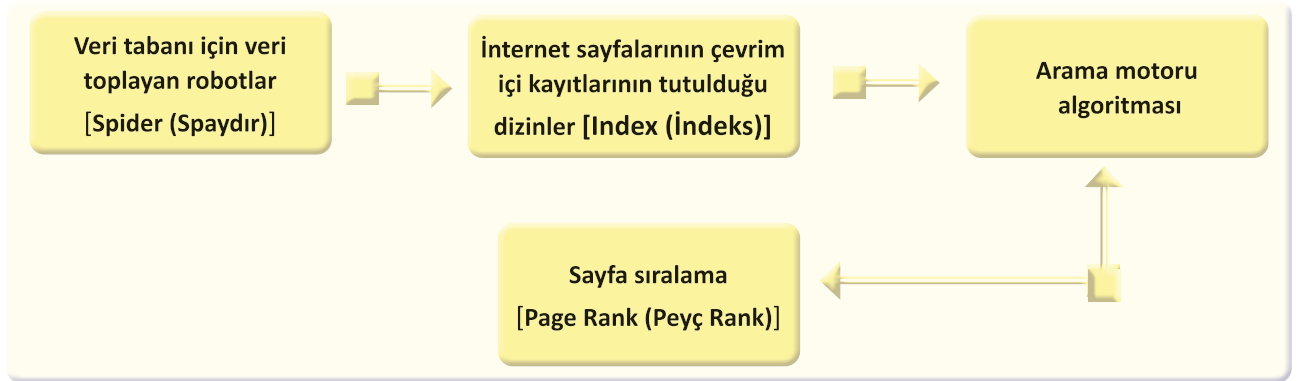 Veri tabanı için veri
toplayan robotlar
[Spider (Spaydır)]
İnternet sayfalarının çevrim
içi kayıtlarının tutulduğu
dizinler [Index (İndeks)]
Arama motoru
algoritması
Sayfa sıralama
[Page Rank (Peyç Rank)]